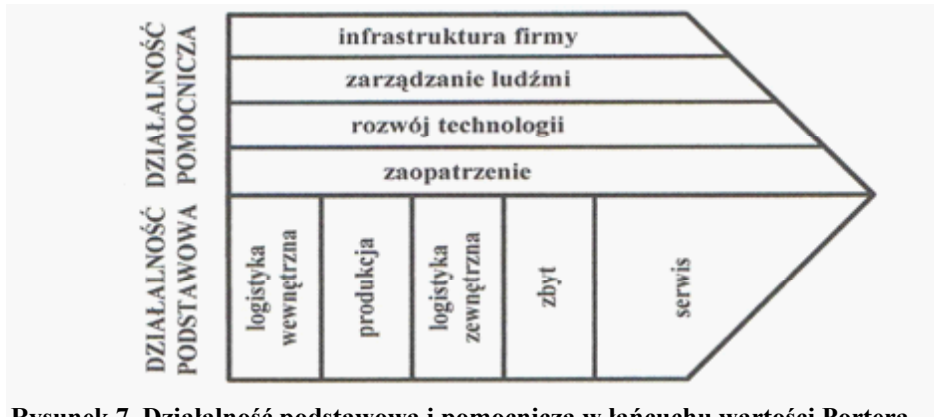 DZIAŁALNOŚĆ
POMOCNICZA
infrastruktura firmy
zarządzanie ludźmi
rozwój technologii
zaopatrzenie
DZIAŁALNOŚĆ
PODSTAWOWA
logistyka
wewnętrzna
produkcja
logistyka
zewnętrzna
zbyt
serwis
Rysunek 7. Działalność podstawowa i pomocnicza w łańcuchu wartości Portera